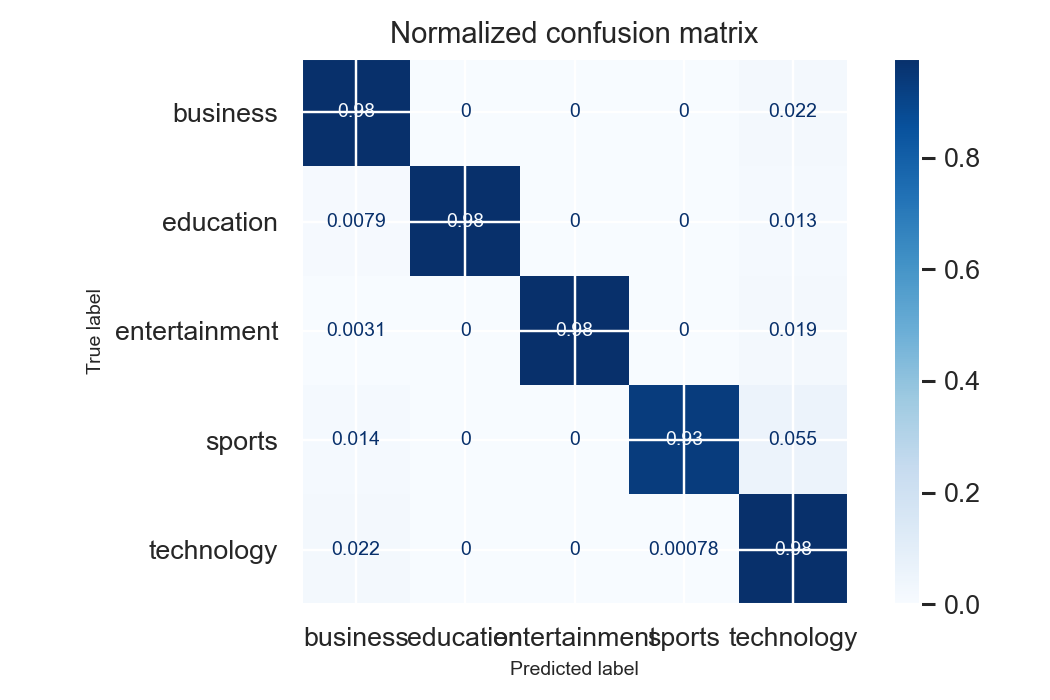 Normalized confusion matrix
business 0.98 0 0 0 0.022
education 0.0079 0.98 0 0 0.013
entertainment 0.0031 0 0.98 0 0.019
sports 0.014 0 0 0.93 0.055
technology 0.022 0 0 0.00078 0.98
business education entertainment sports technology
Predicted label
True label
0.8
0.6
0.4
0.2
0.0